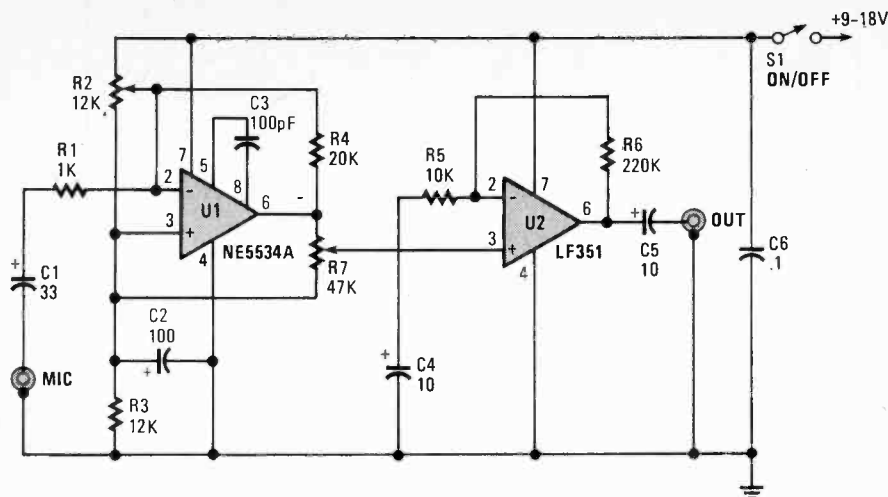 +9-18V
S1
ON/OFF
R2
12K
C3
100pF
R4
20K
R6
220K
R1
1K
R5
10K
7
5
8
2
-
6
-
3
+
U1
4
NE5534A
2
-
7
6
3
+
U2
4
LF351
OUT
+
C5
10
C6
.1
R7
47K
+
C1
33
C2
100
+
+
C4
10
MIC
R3
12K